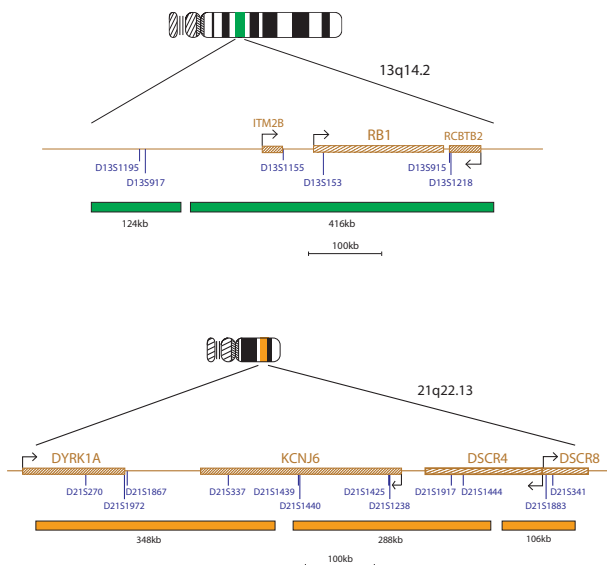 13q14.2
ITM2B
RB1
RCBTB2
D13S1195
D13S1155
D13S915
D13S917
D13S153
D13S1218
124kb
416kb
100kb
21q22.13
DYRK1A
KCNJ6
DSCR4
DSCR8
D21S270
D21S1867
D21S337
D21S1439
D21S1425
D21S1917
D21S1444
D21S341
D21S1972
D21S1440
D21S1238
D21S1883
348kb
288kb
106kb
100kb